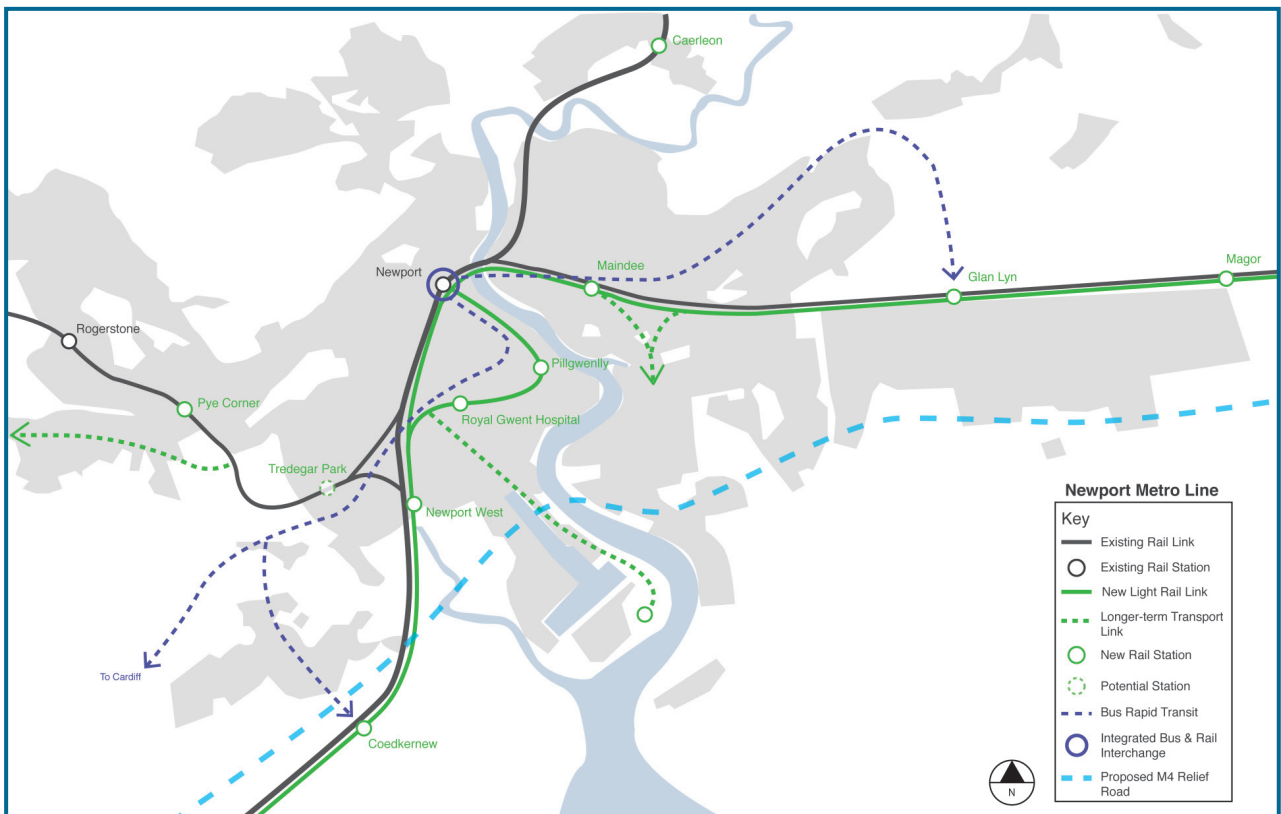 Caerleon
Newport
Maindee
Glan Lyn
Magor
Rogerstone
Pye Corner
Pillgwenlly
Royal Gwent Hospital
Tredegar Park
Newport West
To Cardiff
Coedkernew
Newport Metro Line
Key
Existing Rail Link
Existing Rail Station
New Light Rail Link
Longer-term Transport
Link
New Rail Station
Potential Station
Bus Rapid Transit
Integrated Bus & Rail
Interchange
Proposed M4 Relief
Road
N